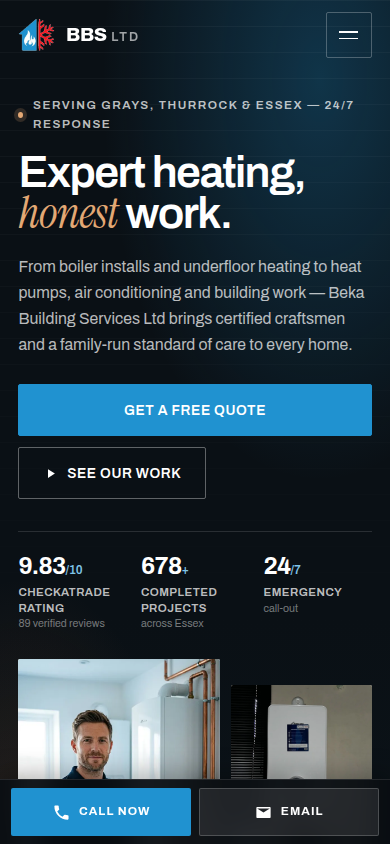 BBS LTD
SERVING GRAYS, THURROCK & ESSEX — 24/7
RESPONSE
Expert heating,
honest work.
From boiler installs and underfloor heating to heat
pumps, air conditioning and building work — Beka
Building Services Ltd brings certified craftsmen
and a family-run standard of care to every home.
GET A FREE QUOTE
SEE OUR WORK
9.83/10
CHECKATRADE
RATING
89 verified reviews
678+
COMPLETED
PROJECTS
across Essex
24/7
EMERGENCY
call-out
CALL NOW
EMAIL